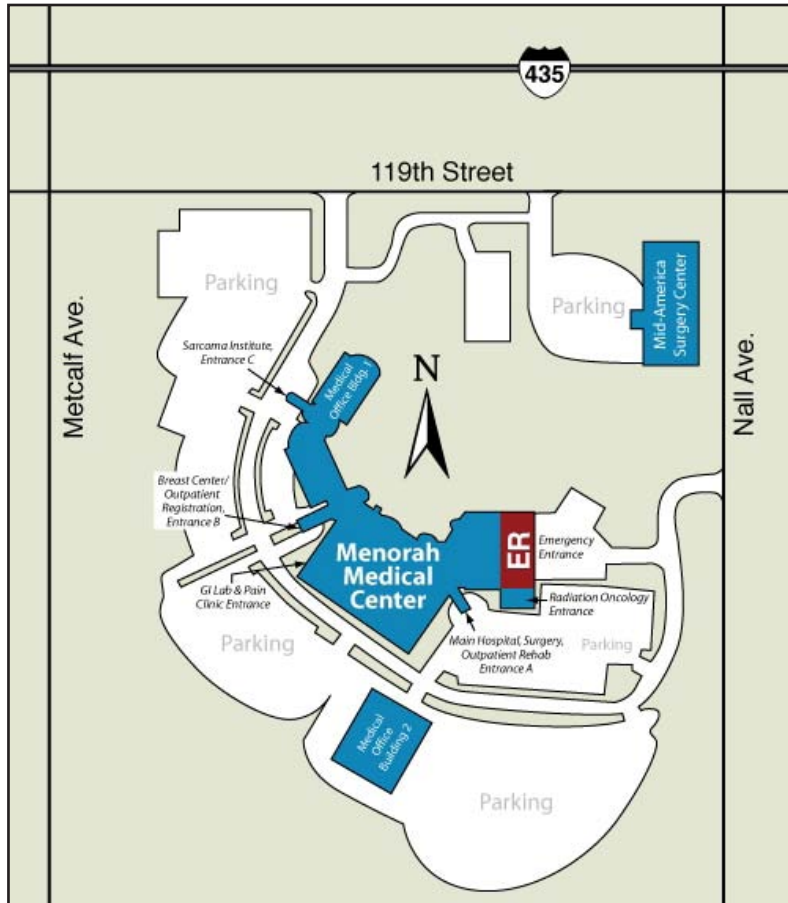 435
119th Street
Metcalf Ave.
Nall Ave.
Parking
Parking
Mid-America
Surgery Center
Sarcama Institute,
Entrance C
Medical
Office Bldg. 1
N
Breast Center/
Outpatient
Registration,
Entrance B
Menorah
Medical
Center
ER
Emergency
Entrance
GI Lab & Pain
Clinic Entrance
Radiation Oncology
Entrance
Main Hospital, Surgery,
Outpatient Rehab
Entrance A
Parking
Parking
Medical
Office
Building 2
Parking